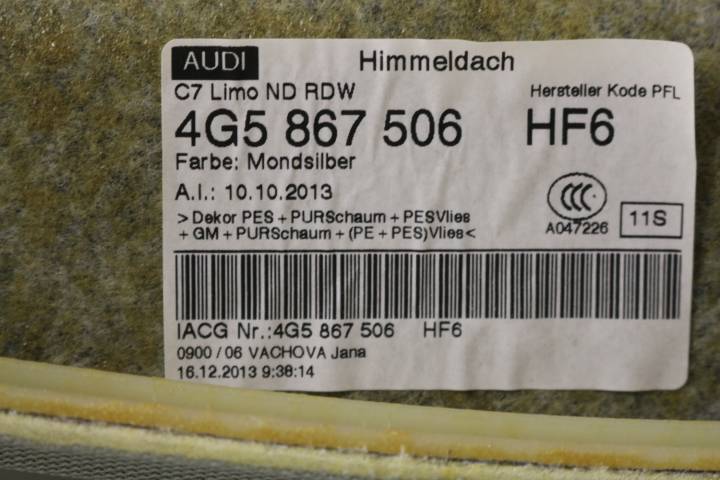 AUDI Himmeldach
C7 Limo ND RDW Hersteller Kode PFL
4G5 867 506 HF6
Farbe: Mondsilber
A.I.: 10.10.2013
> Dekor PES + PURSchaum + PESVlies
+ GM + PURSchaum + (PE + PES)Vlies<
CCC
A047226
11S
IACG Nr.:4G5 867 506 HF6
0900 / 06 VACHOVA Jana
16.12.2013 9:38:14